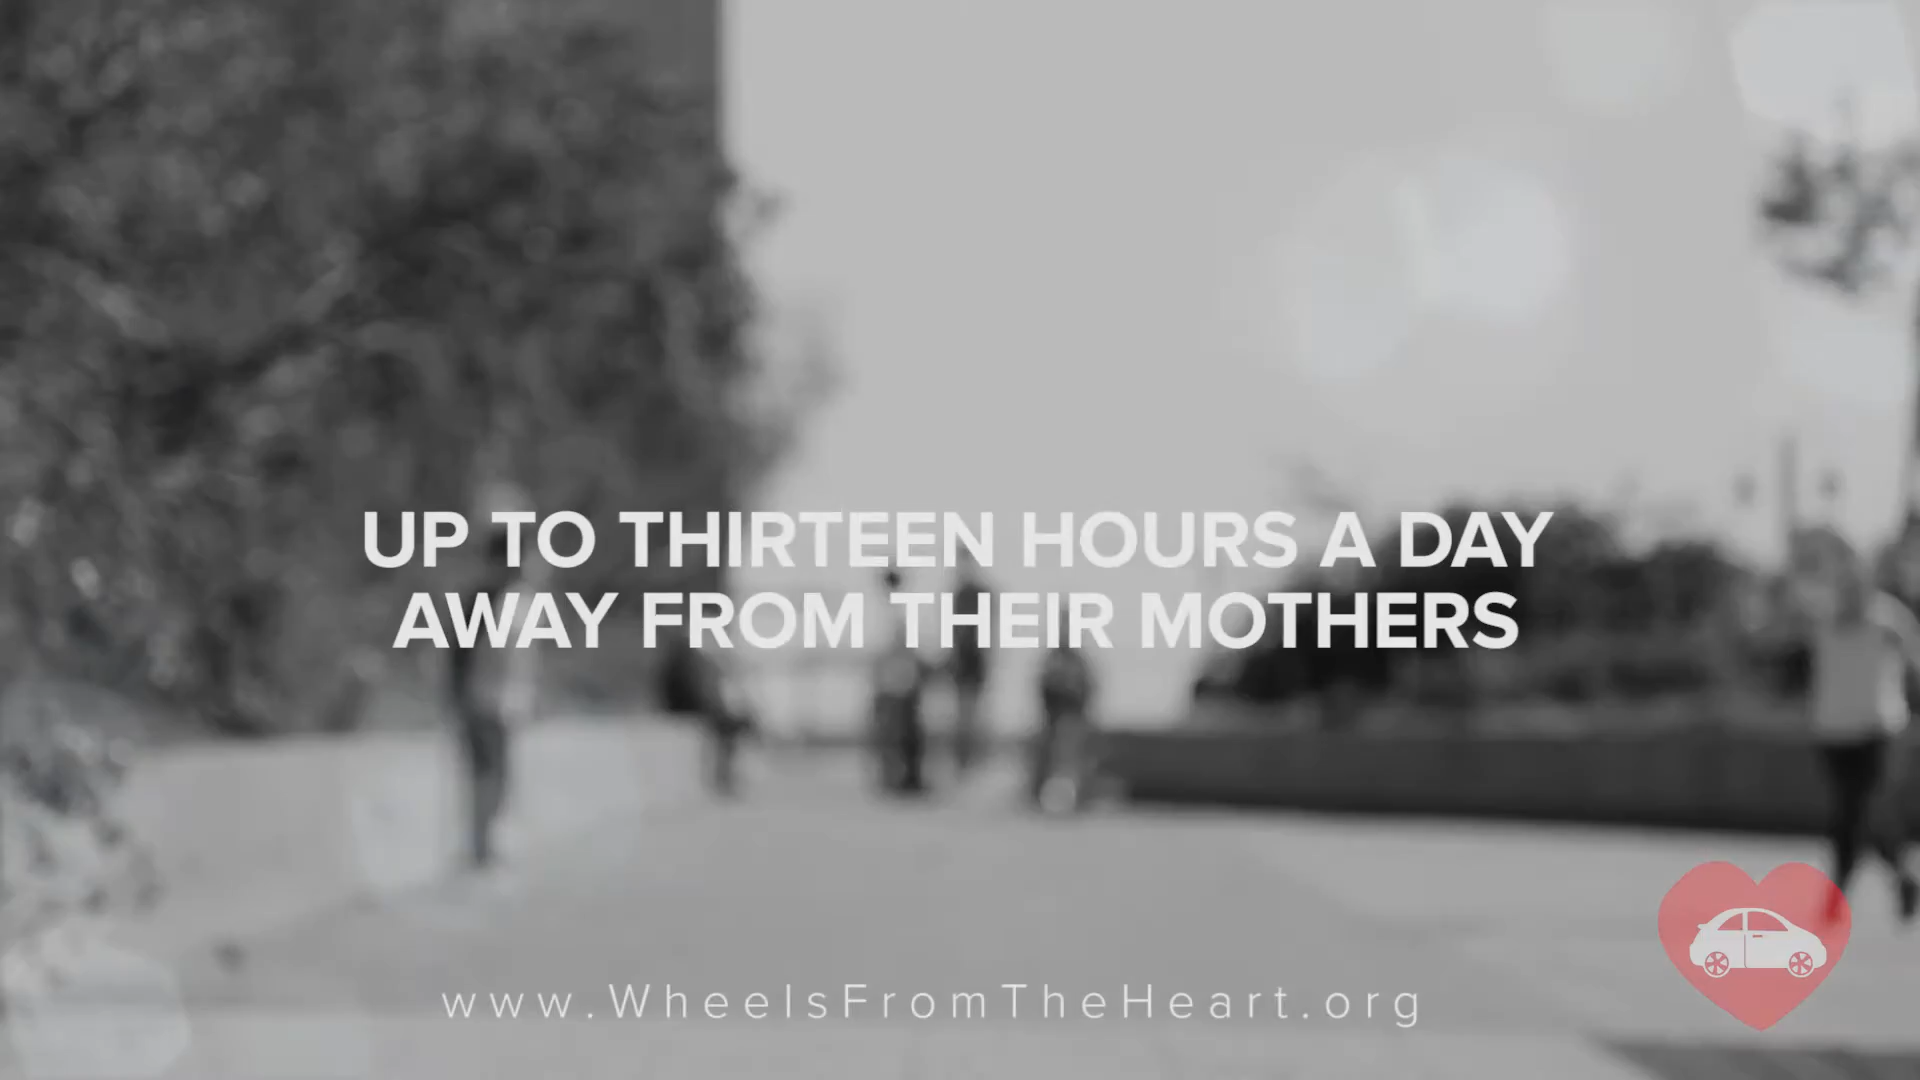 UP TO THIRTEEN HOURS A DAY
AWAY FROM THEIR MOTHERS
www.WheelsFromTheHeart.org